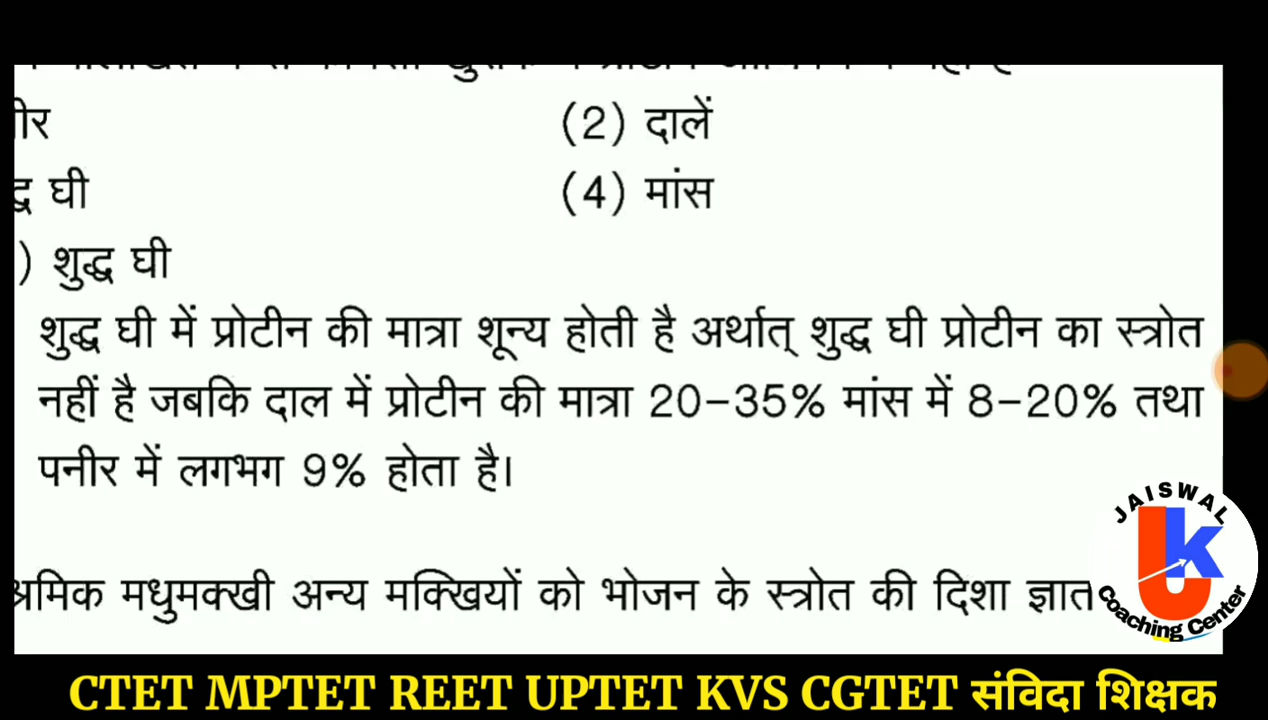 (2) दालें
घी
(4) मांस
) शुद्ध घी
शुद्ध घी में प्रोटीन की मात्रा शून्य होती है अर्थात् शुद्ध घी प्रोटीन का स्त्रोत
नहीं है जबकि दाल में प्रोटीन की मात्रा 20-35% मांस में 8-20% तथा
पनीर में लगभग 9% होता है।
श्रमिक मधुमक्खी अन्य मक्खियों को भोजन के स्त्रोत की दिशा ज्ञात
JAISWAL
UK
Coaching Center
CTET MPTET REET UPTET KVS CGTET संविदा शिक्षक